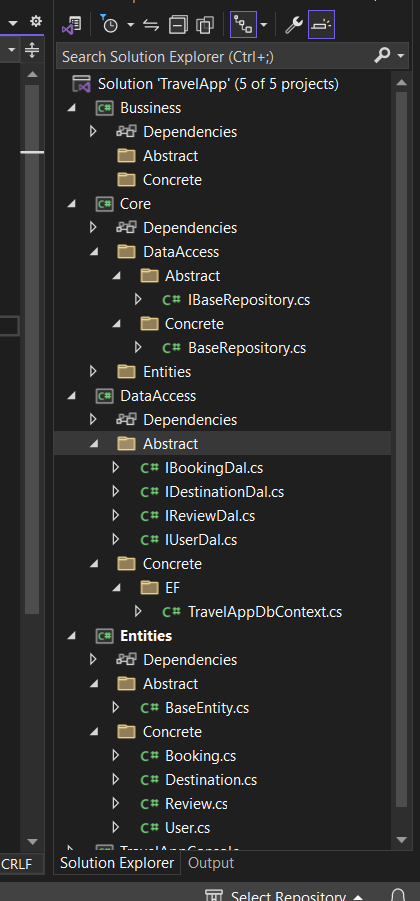 Search Solution Explorer (Ctrl+;)
Solution 'TravelApp' (5 of 5 projects)
C# Bussiness
Dependencies
Abstract
Concrete
C# Core
Dependencies
DataAccess
Abstract
C# IBaseRepository.cs
Concrete
C# BaseRepository.cs
Entities
C# DataAccess
Dependencies
Abstract
C# IBookingDal.cs
C# IDestinationDal.cs
C# IReviewDal.cs
C# IUserDal.cs
Concrete
EF
C# TravelAppDbContext.cs
C# Entities
Dependencies
Abstract
C# BaseEntity.cs
Concrete
C# Booking.cs
C# Destination.cs
C# Review.cs
C# User.cs
TravelAppConsole
CRLF
Solution Explorer Output
Select Repository